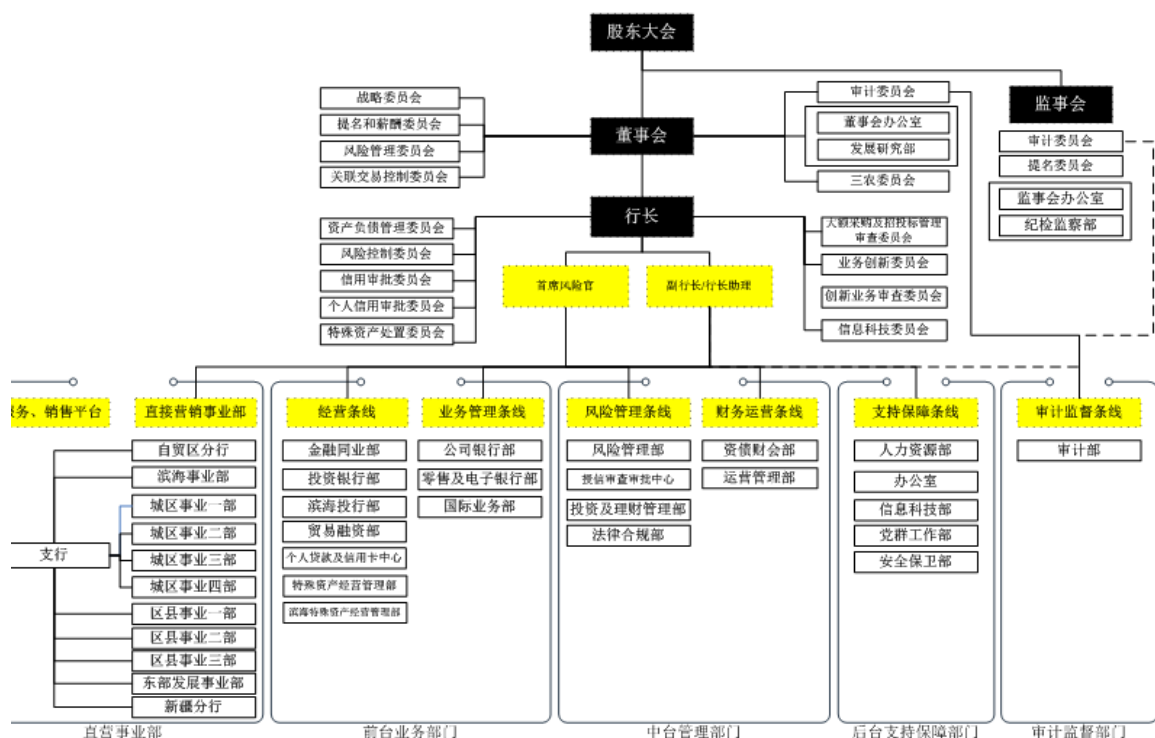 股东大会
监事会
审计委员会
提名委员会
监事会办公室
纪检监察部
董事会
战略委员会
提名和薪酬委员会
风险管理委员会
关联交易控制委员会
审计委员会
董事会办公室
发展研究部
三农委员会
行长
资产负债管理委员会
风险控制委员会
信用审批委员会
个人信用审批委员会
特殊资产处置委员会
大额采购及招投标管理
审查委员会
业务创新委员会
创新业务审查委员会
信息科技委员会
首席风险官
副行长/行长助理
务、销售平台
支行
直接营销事业部
自贸区分行
滨海事业部
城区事业一部
城区事业二部
城区事业三部
城区事业四部
区县事业一部
区县事业二部
区县事业三部
东部发展事业部
新疆分行
直营事业部
经营条线
金融同业部
投资银行部
滨海投行部
贸易融资部
个人贷款及信用卡中心
特殊资产经营管理部
滨海特殊资产经营管理部
业务管理条线
公司银行部
零售及电子银行部
国际业务部
前台业务部门
风险管理条线
风险管理部
授信审查审批中心
投资及理财管理部
法律合规部
财务运营条线
资债财会部
运营管理部
中台管理部门
支持保障条线
人力资源部
办公室
信息科技部
党群工作部
安全保卫部
后台支持保障部门
审计监督条线
审计部
审计监督部门